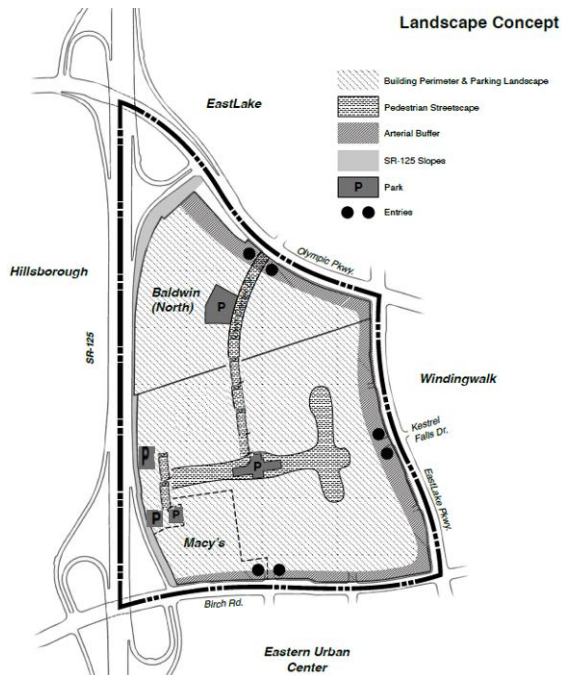 Landscape Concept
Building Perimeter & Parking Landscape
Pedestrian Streetscape
Arterial Buffer
SR-125 Slopes
P
Park
Entries
EastLake
Olympic Pkwy.
Hillsborough
Baldwin
(North)
P
SR-125
Windingwalk
Kestrel
Falls Dr.
EastLake Pkwy.
P
P
P
P
Macy's
Birch Rd.
Eastern Urban
Center